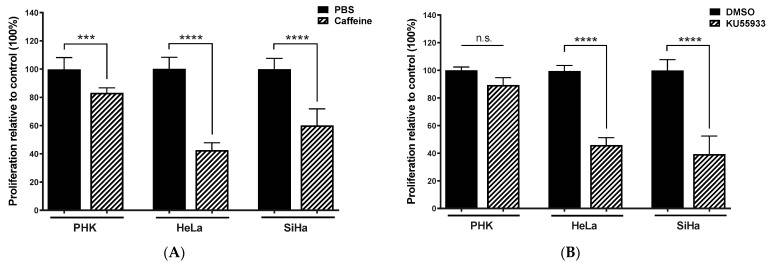 PBS
Caffeine
Proliferation relative to control (100%)
140
120
100
80
60
40
20
0
***
****
****
PHK
HeLa
SiHa
(A)
DMSO
KU55933
Proliferation relative to control (100%)
140
120
100
80
60
40
20
0
n.s.
****
****
PHK
HeLa
SiHa
(B)